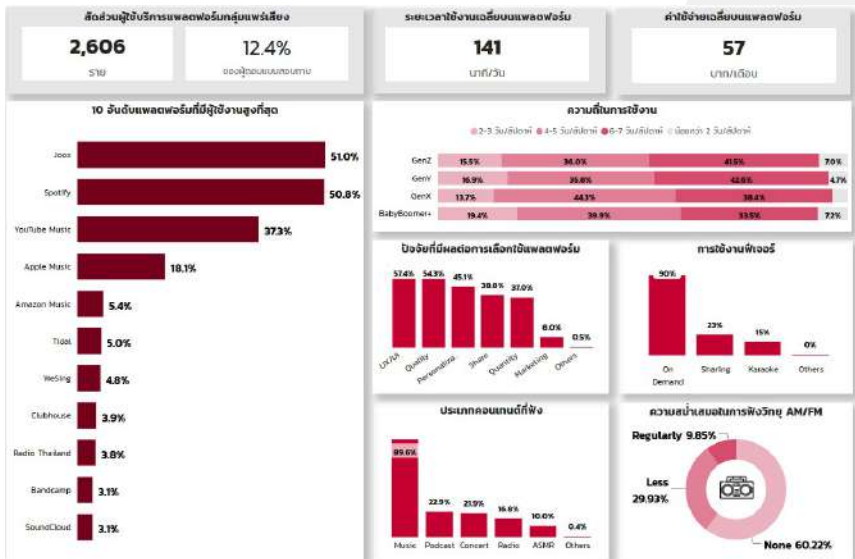 สัดส่วนผู้ใช้บริการแพลตฟอร์มกลุ่มแพร่เสียง
2,606
ราย
12.4%
ของผู้ตอบแบบสอบถาม
ระยะเวลาใช้งานเฉลี่ยบนแพลตฟอร์ม
141
นาที/วัน
ค่าใช้จ่ายเฉลี่ยบนแพลตฟอร์ม
57
บาท/เดือน
10 อันดับแพลตฟอร์มที่มีผู้ใช้งานสูงที่สุด
Joox 51.0%
Spotify 50.8%
YouTube Music 37.3%
Apple Music 18.1%
Amazon Music 5.4%
Tidal 5.0%
WeSing 4.8%
Clubhouse 3.9%
Radio Thailand 3.8%
Bandcamp 3.1%
SoundCloud 3.1%
ความถี่ในการใช้งาน
2-3 วัน/สัปดาห์ 4-5 วัน/สัปดาห์ 6-7 วัน/สัปดาห์ น้อยกว่า 2 วัน/สัปดาห์
GenZ 15.5% 36.0% 41.5% 7.0%
GenY 16.9% 35.8% 42.6% 4.7%
GenX 13.7% 44.3% 38.4%
BabyBoomer+ 19.4% 39.9% 33.5% 7.2%
ปัจจัยที่มีผลต่อการเลือกใช้แพลตฟอร์ม
57.4% 54.3% 45.1% 38.8% 37.0% 8.0% 0.5%
UX/UI Quality Personaliza... Share Quantity Marketing Others
การใช้งานฟีเจอร์
90% 23% 15% 0%
On Demand Sharing Karaoke Others
ประเภทคอนเทนต์ที่ฟัง
89.6% 22.9% 21.9% 16.8% 10.0% 0.4%
Music Podcast Concert Radio ASMR Others
ความสม่ำเสมอในการฟังวิทยุ AM/FM
Regularly 9.85%
Less
29.93%
None 60.22%